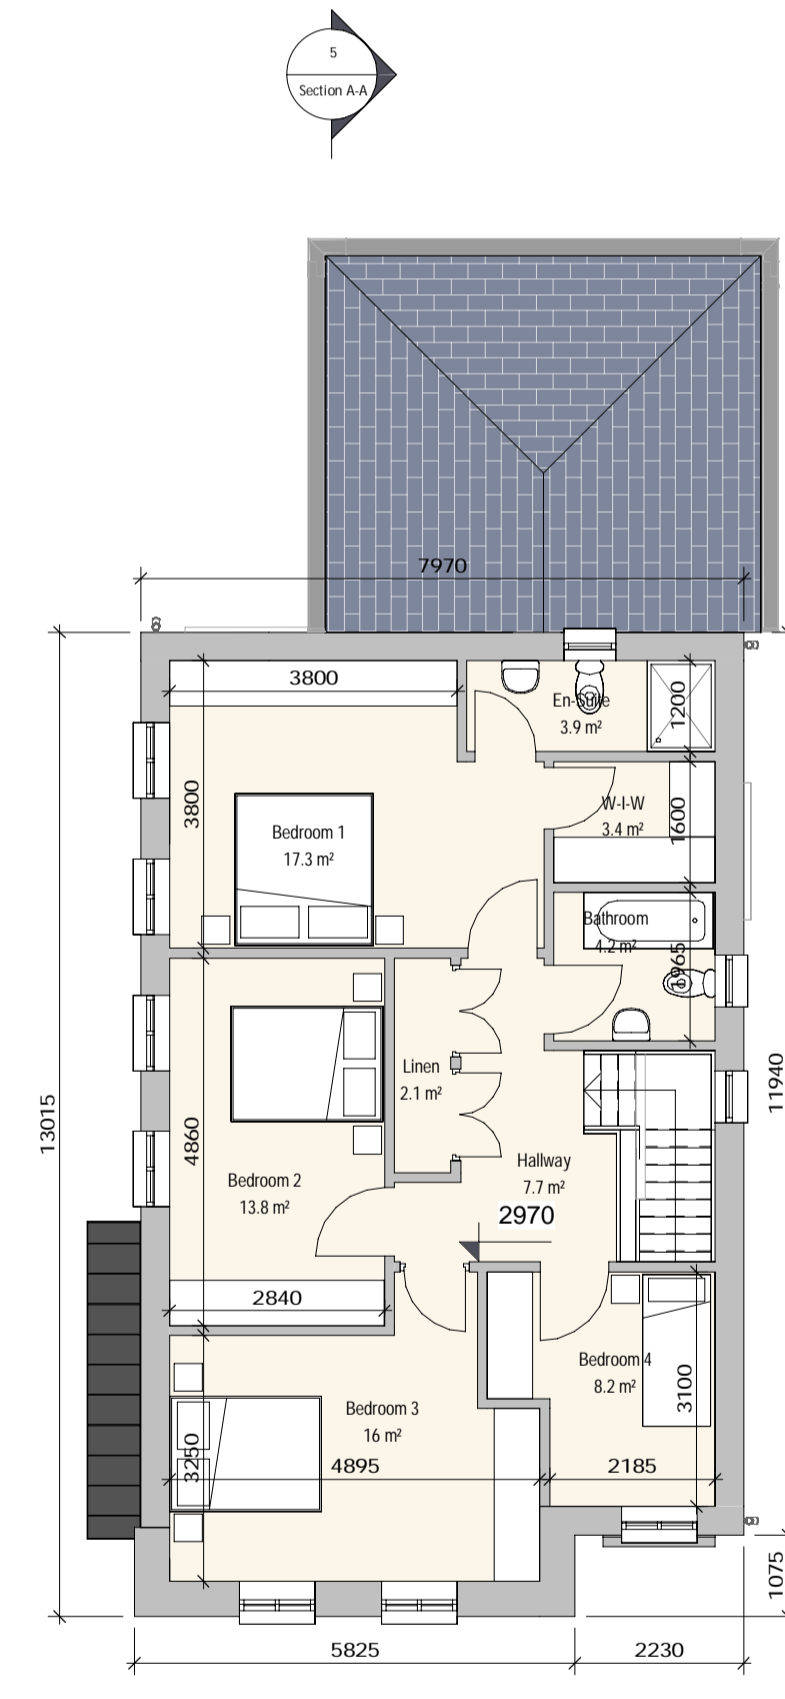 5
Section A-A
7970
3800
En-Suite
3.9 m²
1200
3800
Bedroom 1
17.3 m²
W-I-W
3.4 m²
1600
Bathroom
4.2 m²
1965
Linen
2.1 m²
13015
11940
4860
Bedroom 2
13.8 m²
Hallway
7.7 m²
2970
2840
Bedroom 4
8.2 m²
3100
Bedroom 3
16 m²
3250
4895
2185
1075
5825
2230